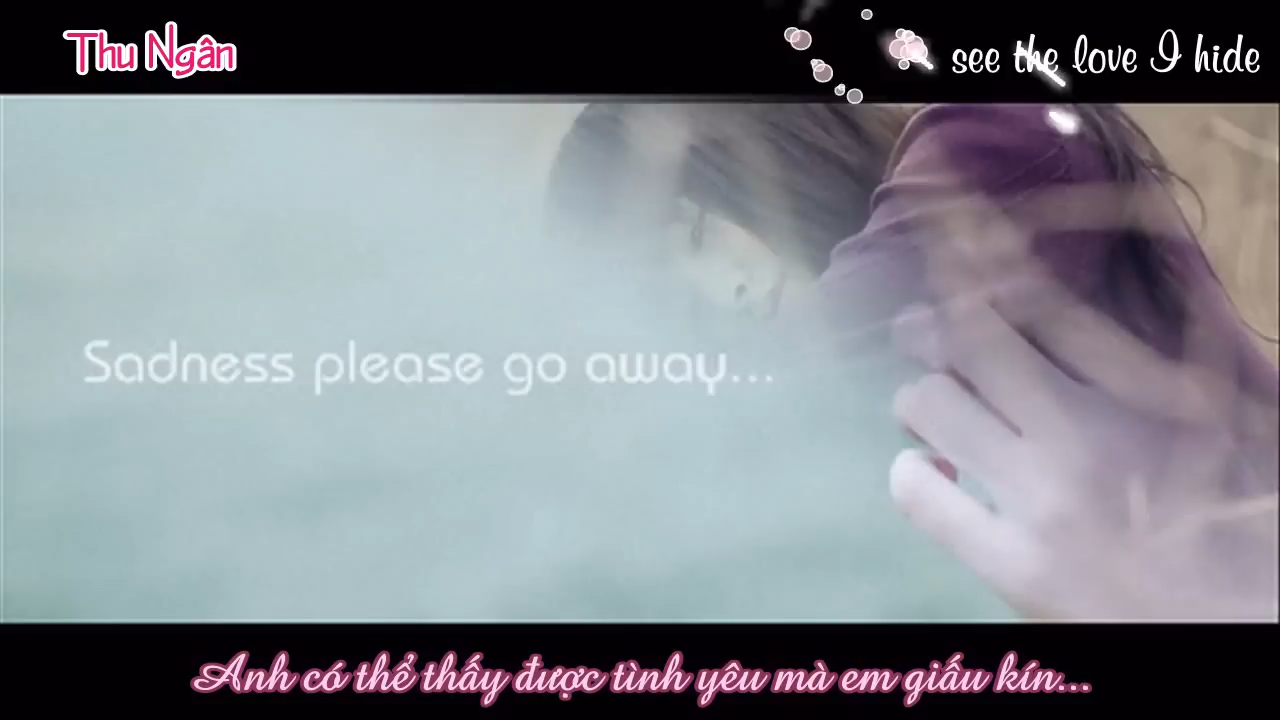 Thu Ngân
see the love I hide
Sadness please go away...
Anh có thể thấy được tình yêu mà em giấu kín...